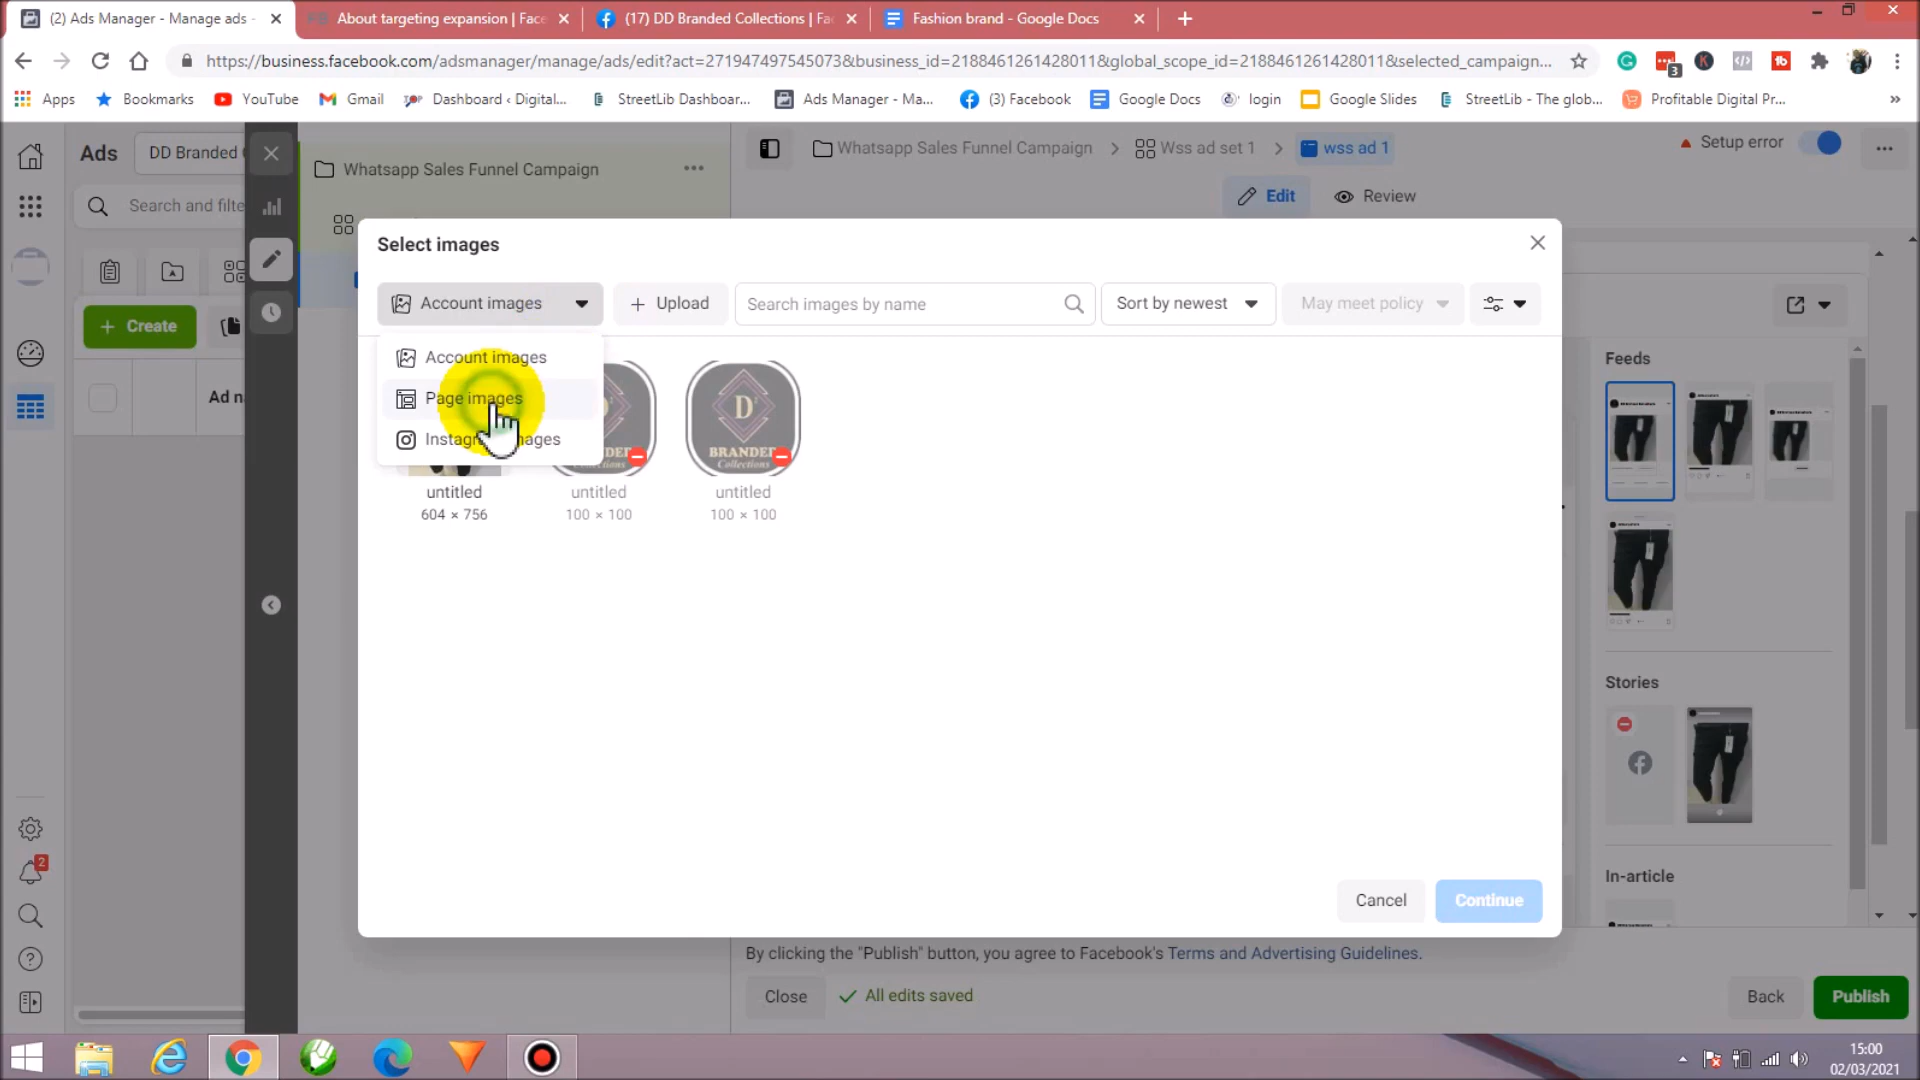 (2) Ads Manager - Manage ads -
About targeting expansion | Face
(17) DD Branded Collections | Fa
Fashion brand - Google Docs
https://business.facebook.com/adsmanager/manage/ads/edit?act=271947497545073&business_id=2188461261428011&global_scope_id=2188461261428011&selected_campaign...
3
Apps
Bookmarks
YouTube
Gmail
Dashboard ‹ Digital...
StreetLib Dashboar...
Ads Manager - Ma...
(3) Facebook
Google Docs
login
Google Slides
StreetLib - The glob...
Profitable Digital Pr...
»
Ads
DD Branded
Whatsapp Sales Funnel Campaign
Whatsapp Sales Funnel Campaign
Wss ad set 1
wss ad 1
Setup error
Search and filte
Edit
Review
Select images
Account images
Upload
Search images by name
Sort by newest
May meet policy
Create
Account images
Page images
Ad n
BRANDED
Collections
untitled
604 × 756
untitled
100 × 100
untitled
100 × 100
Feeds
Stories
In-article
Cancel
Continue
By clicking the "Publish" button, you agree to Facebook's Terms and Advertising Guidelines.
Close
All edits saved
Back
Publish
2
15:00
02/03/2021